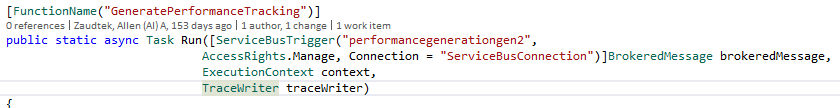 [FunctionName("GeneratePerformanceTracking")]
0 references | Zaudtek, Allen (Al) A, 153 days ago | 1 author, 1 change | 1 work item
public static async Task Run([ServiceBusTrigger("performancegenerationgen2",
AccessRights.Manage, Connection = "ServiceBusConnection")]BrokeredMessage brokeredMessage,
ExecutionContext context,
TraceWriter traceWriter)
{